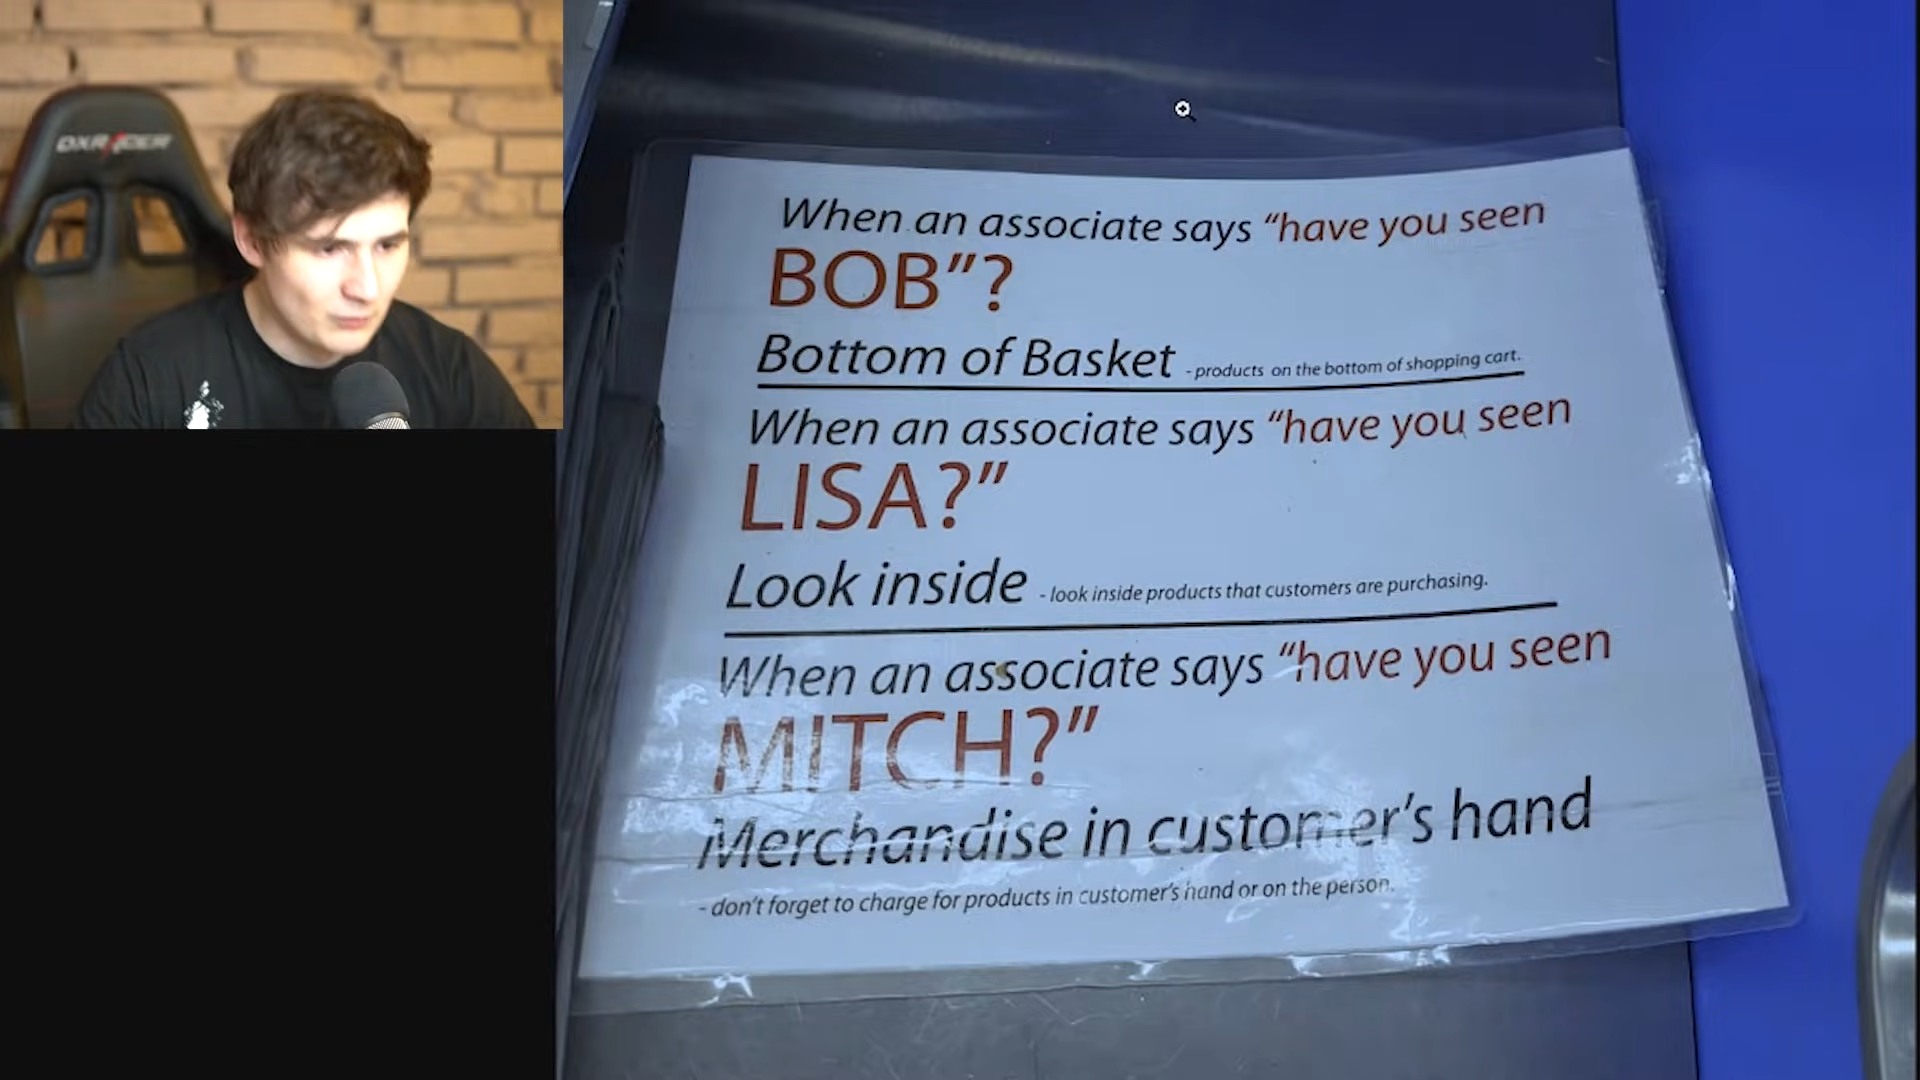 DXRACER
When an associate says “have you seen
BOB”?
Bottom of Basket - products on the bottom of shopping cart.
When an associate says “have you seen
LISA?”
Look inside - look inside products that customers are purchasing.
When an associate says “have you seen
MITCH?”
Merchandise in customer’s hand
- don’t forget to charge for products in customer’s hand or on the person.